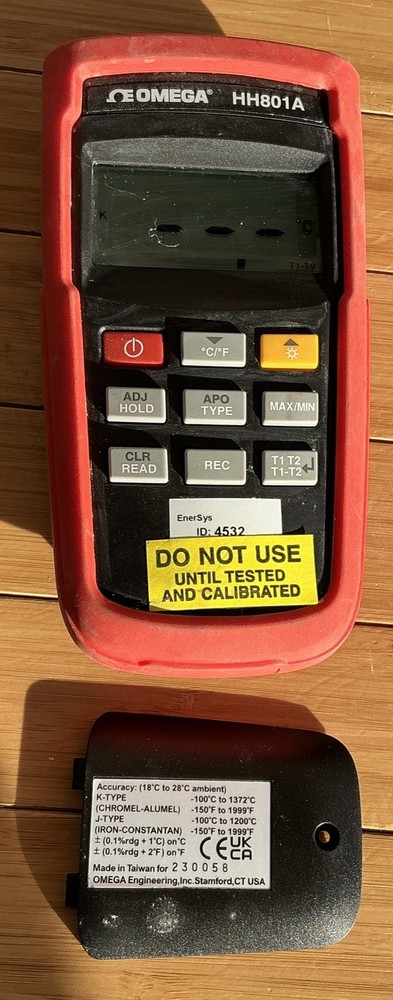 OMEGA® HH801A
K
- - - °C
T1-T2
°C/°F
ADJ HOLD
APO TYPE
MAX/MIN
CLR READ
REC
T1 T2 T1-T2
EnerSys
ID: 4532
DO NOT USE
UNTIL TESTED
AND CALIBRATED
Accuracy: (18°C to 28°C ambient)
K-TYPE -100°C to 1372°C
(CHROMEL-ALUMEL) -150°F to 1999°F
J-TYPE -100°C to 1200°C
(IRON-CONSTANTAN) -150°F to 1999°F
± (0.1%rdg + 1°C) on°C
± (0.1%rdg + 2°F) on°F
CE UK CA
Made in Taiwan for 230058
OMEGA Engineering,Inc.Stamford,CT USA